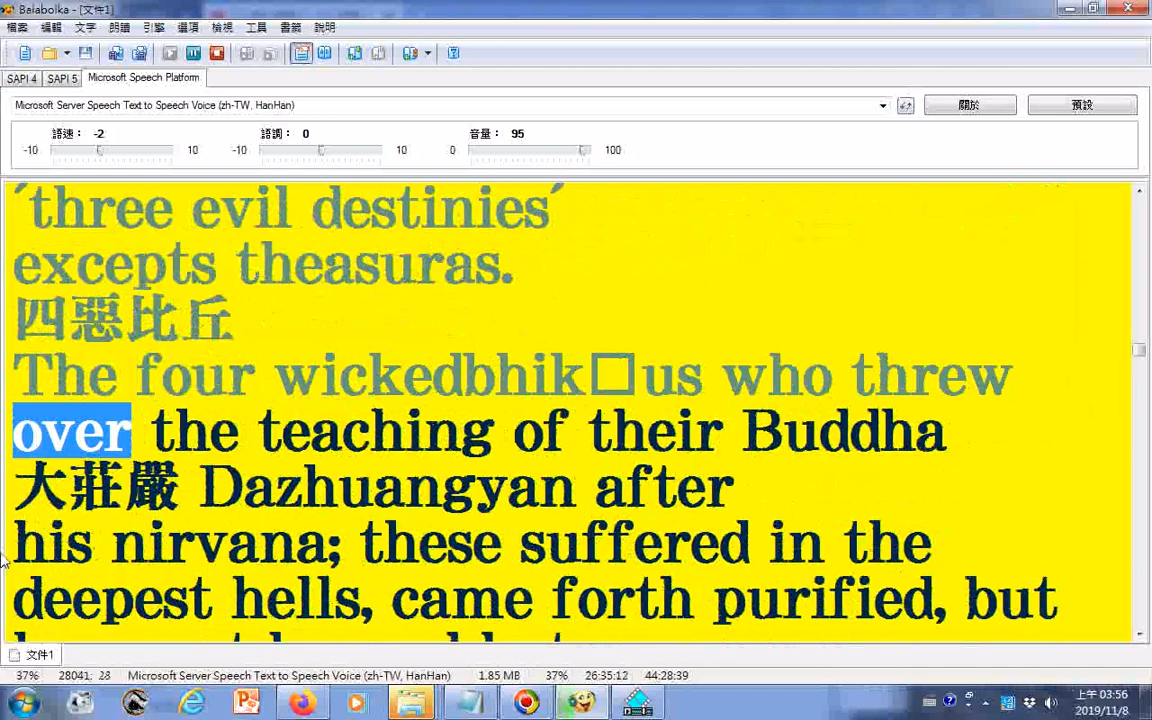 Balabolka - [文件1]
檔案 編輯 文字 朗讀 引擎 選項 檢視 工具 書籤 說明
SAPI 4 SAPI 5 Microsoft Speech Platform
Microsoft Server Speech Text to Speech Voice (zh-TW, HanHan) 關於 預設
語速： -2 語調： 0 音量： 95
-10 10 -10 10 0 100
´three evil destinies´
excepts theasuras.
四惡比丘
The four wickedbhik□us who threw
over the teaching of their Buddha
大莊嚴 Dazhuangyan after
his nirvana; these suffered in the
deepest hells, came forth purified, but
文件1
37% 28041: 28 Microsoft Server Speech Text to Speech Voice (zh-TW, HanHan) 1.85 MB 37% 26:35:12 44:28:39
上午 03:56
2019/11/8